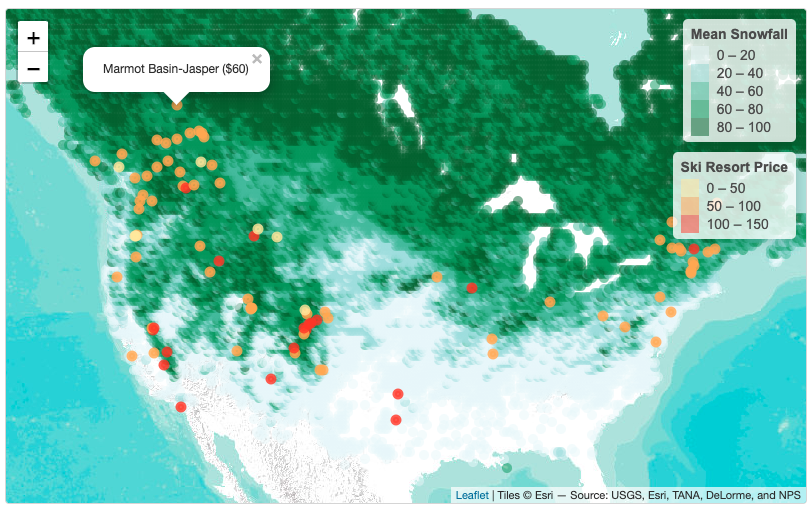 +
−
Marmot Basin-Jasper ($60)
×
Mean Snowfall
0 – 20
20 – 40
40 – 60
60 – 80
80 – 100
Ski Resort Price
0 – 50
50 – 100
100 – 150
Leaflet | Tiles © Esri — Source: USGS, Esri, TANA, DeLorme, and NPS